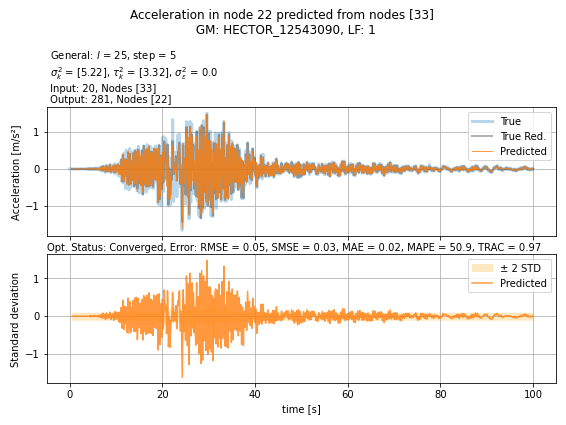 Acceleration in node 22 predicted from nodes [33]
GM: HECTOR_12543090, LF: 1
General: l = 25, step = 5
σ²ₖ = [5.22], τ²ₖ = [3.32], σ²ε = 0.0
Input: 20, Nodes [33]
Output: 281, Nodes [22]
True
True Red.
Predicted
Acceleration [m/s²]
1
0
−1
Opt. Status: Converged, Error: RMSE = 0.05, SMSE = 0.03, MAE = 0.02, MAPE = 50.9, TRAC = 0.97
± 2 STD
Predicted
Standard deviation
1
0
−1
0 20 40 60 80 100
time [s]